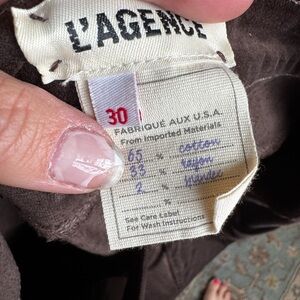 L'AGENCE
30
FABRIQUÉ AUX U.S.A.
From Imported Materials
65 % cotton
33 % rayon
2 % spandex
%
See Care Label
For Wash Instructions